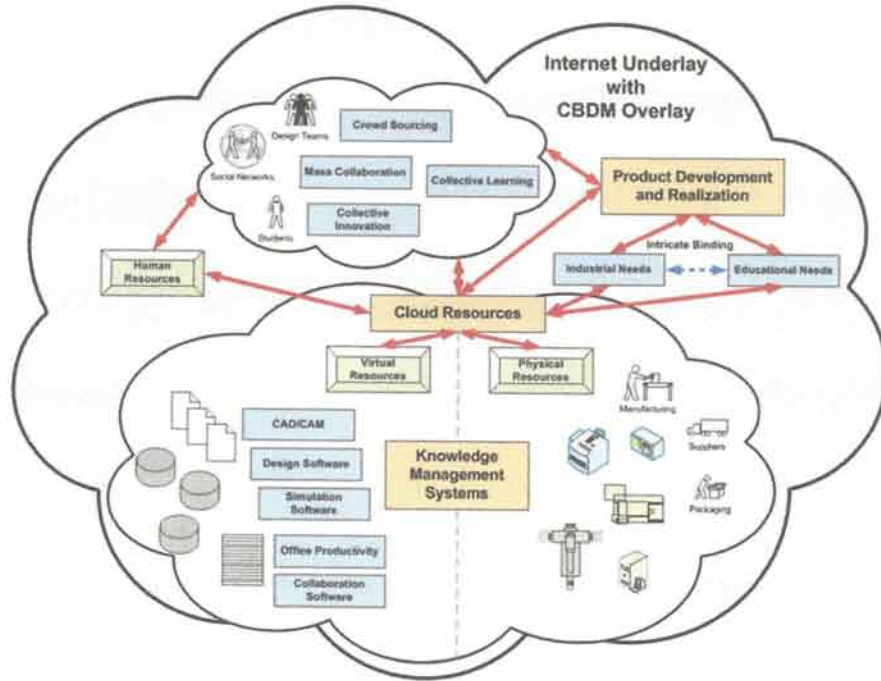 Internet Underlay
with
CBDM Overlay
Design Teams
Crowd Sourcing
Social Networks
Mass Collaboration
Collective Learning
Students
Collective
Innovation
Product Development
and Realization
Intricate Binding
Human
Resources
Industrial Needs
Educational Needs
Cloud Resources
Virtual
Resources
Physical
Resources
Manufacturing
CAD/CAM
Suppliers
Design Software
Knowledge
Management
Systems
Simulation
Software
Packaging
Office Productivity
Collaboration
Software